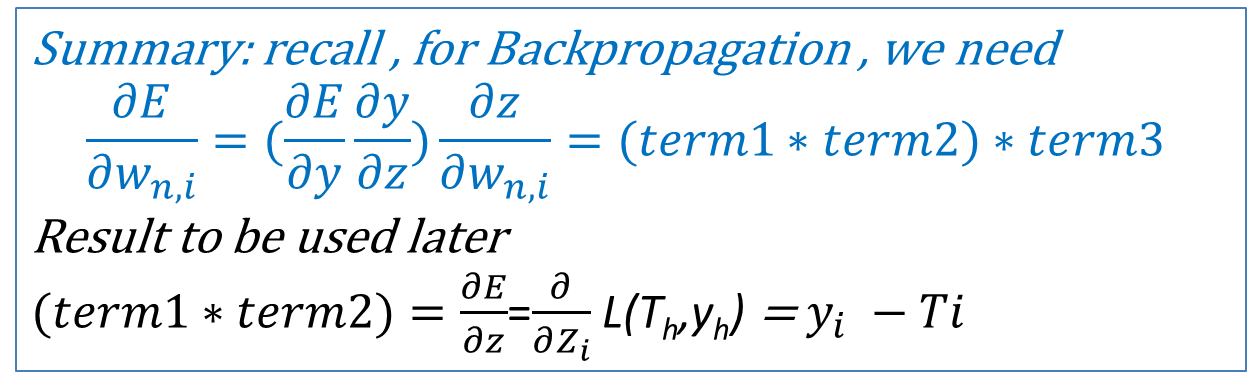 Summary: recall , for Backpropagation , we need
∂E/∂w_{n,i} = (∂E/∂y ∂y/∂z) ∂z/∂w_{n,i} = (term1 * term2) * term3
Result to be used later
(term1 * term2) = ∂E/∂z=∂/∂Z_i L(T_h,y_h) = y_i − Ti